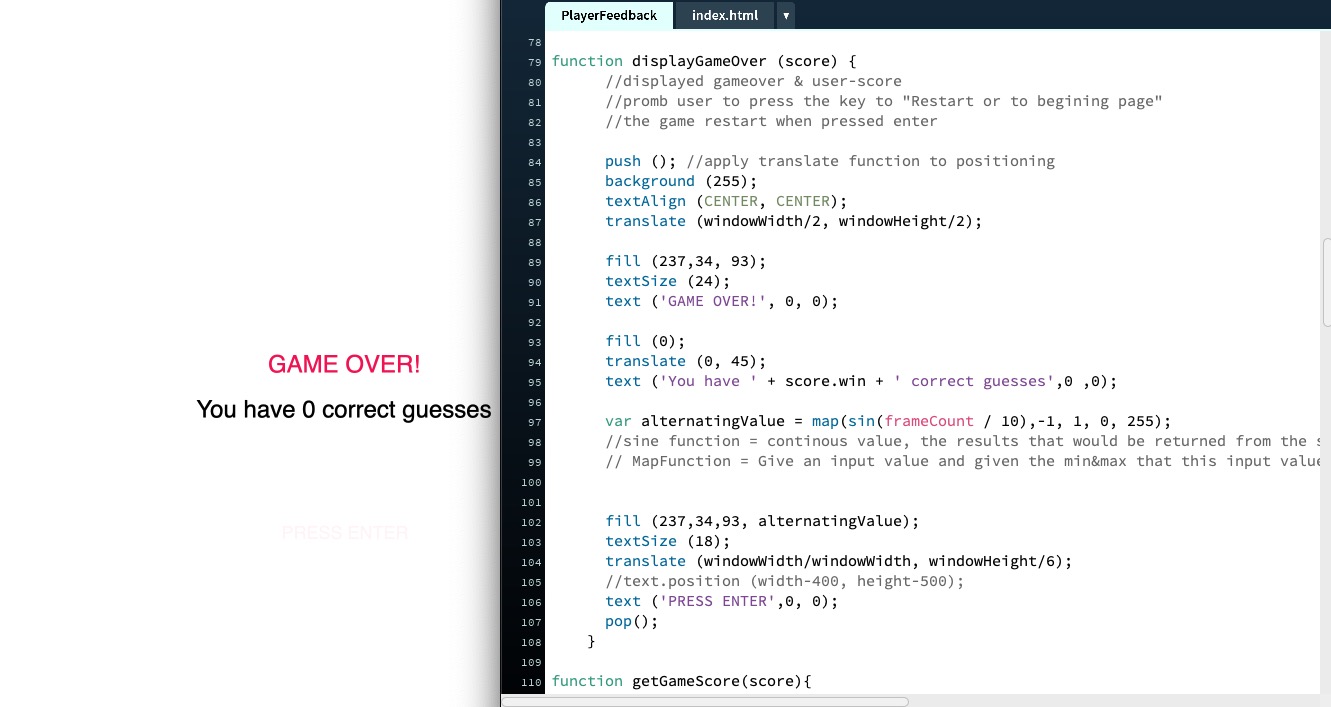 PlayerFeedback index.html ▼
GAME OVER!
You have 0 correct guesses
PRESS ENTER
78
79 function displayGameOver (score) {
80 //displayed gameover & user-score
81 //promb user to press the key to "Restart or to begining page"
82 //the game restart when pressed enter
83
84 push (); //apply translate function to positioning
85 background (255);
86 textAlign (CENTER, CENTER);
87 translate (windowWidth/2, windowHeight/2);
88
89 fill (237,34, 93);
90 textSize (24);
91 text ('GAME OVER!', 0, 0);
92
93 fill (0);
94 translate (0, 45);
95 text ('You have ' + score.win + ' correct guesses',0 ,0);
96
97 var alternatingValue = map(sin(frameCount / 10),-1, 1, 0, 255);
98 //sine function = continous value, the results that would be returned from the s
99 // MapFunction = Give an input value and given the min&max that this input value
100
101
102 fill (237,34,93, alternatingValue);
103 textSize (18);
104 translate (windowWidth/windowWidth, windowHeight/6);
105 //text.position (width-400, height-500);
106 text ('PRESS ENTER',0, 0);
107 pop();
108 }
109
110 function getGameScore(score){